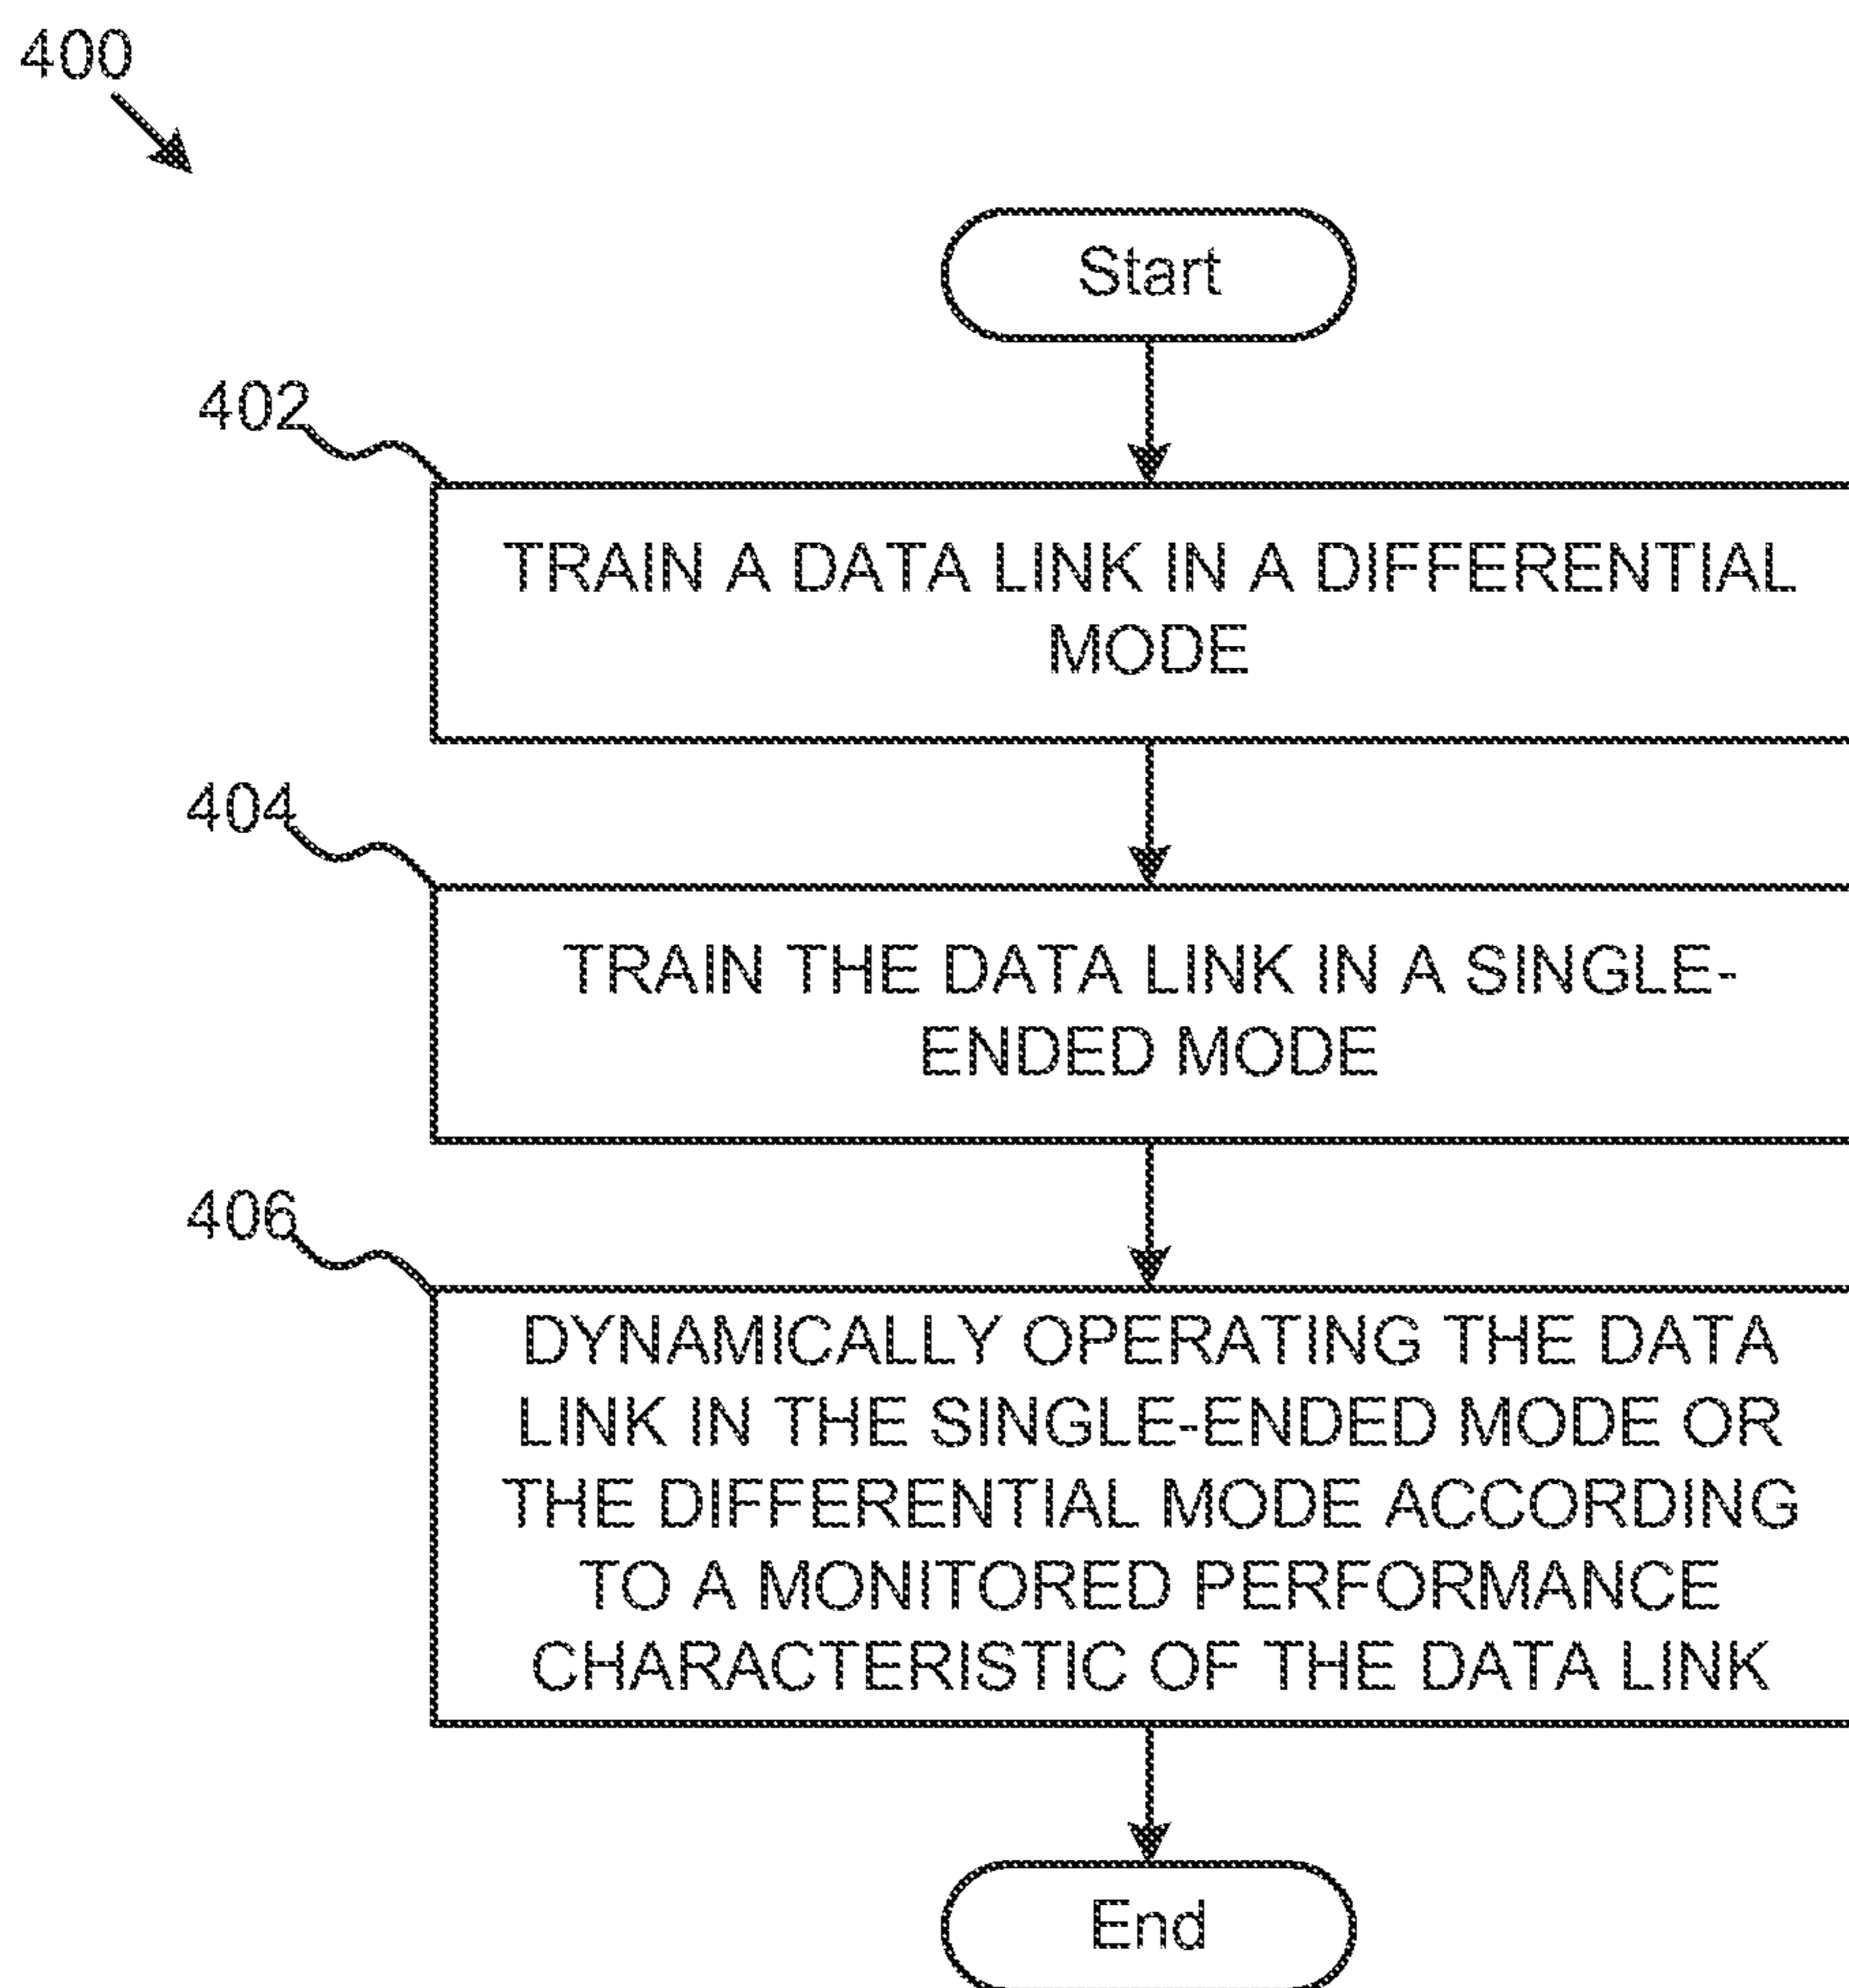 400
Start
402
TRAIN A DATA LINK IN A DIFFERENTIAL
MODE
404
TRAIN THE DATA LINK IN A SINGLE-
ENDED MODE
406
DYNAMICALLY OPERATING THE DATA
LINK IN THE SINGLE-ENDED MODE OR
THE DIFFERENTIAL MODE ACCORDING
TO A MONITORED PERFORMANCE
CHARACTERISTIC OF THE DATA LINK
End